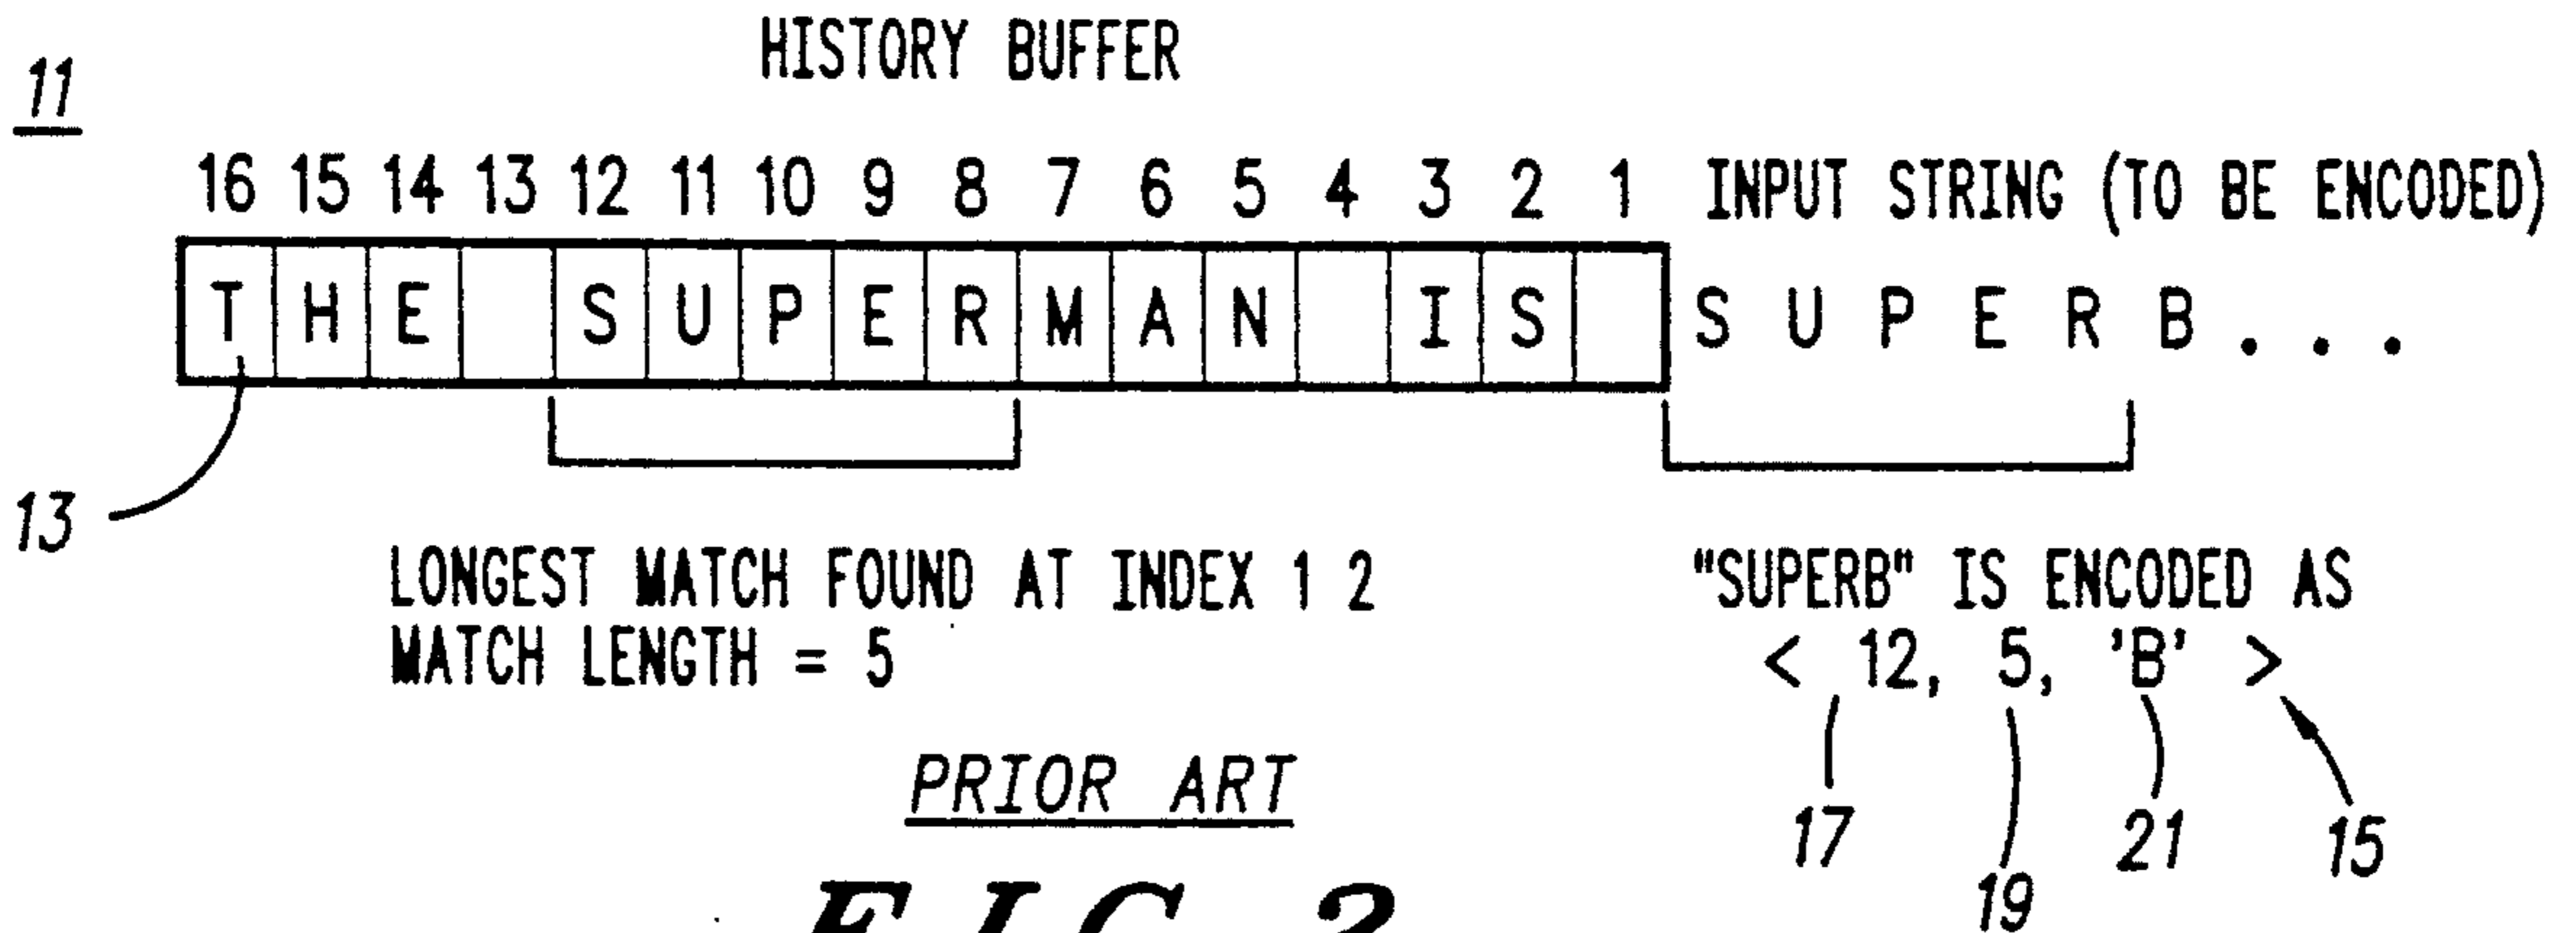 HISTORY BUFFER
11
16 15 14 13 12 11 10 9 8 7 6 5 4 3 2 1 INPUT STRING (TO BE ENCODED)
T H E S U P E R M A N I S S U P E R B . . .
13
LONGEST MATCH FOUND AT INDEX 1 2
MATCH LENGTH = 5
"SUPERB" IS ENCODED AS
< 12, 5, 'B' >
17 19 21 15
PRIOR ART